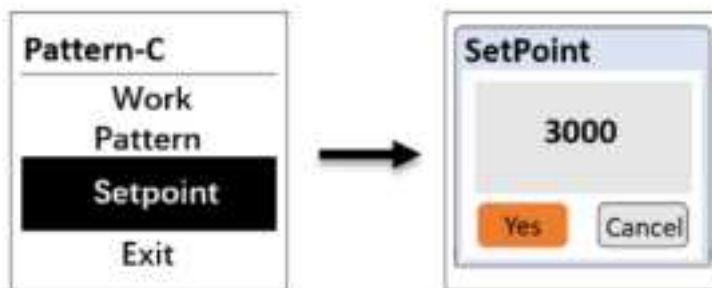 Pattern-C
Work
Pattern
Setpoint
Exit
SetPoint
3000
Yes Cancel